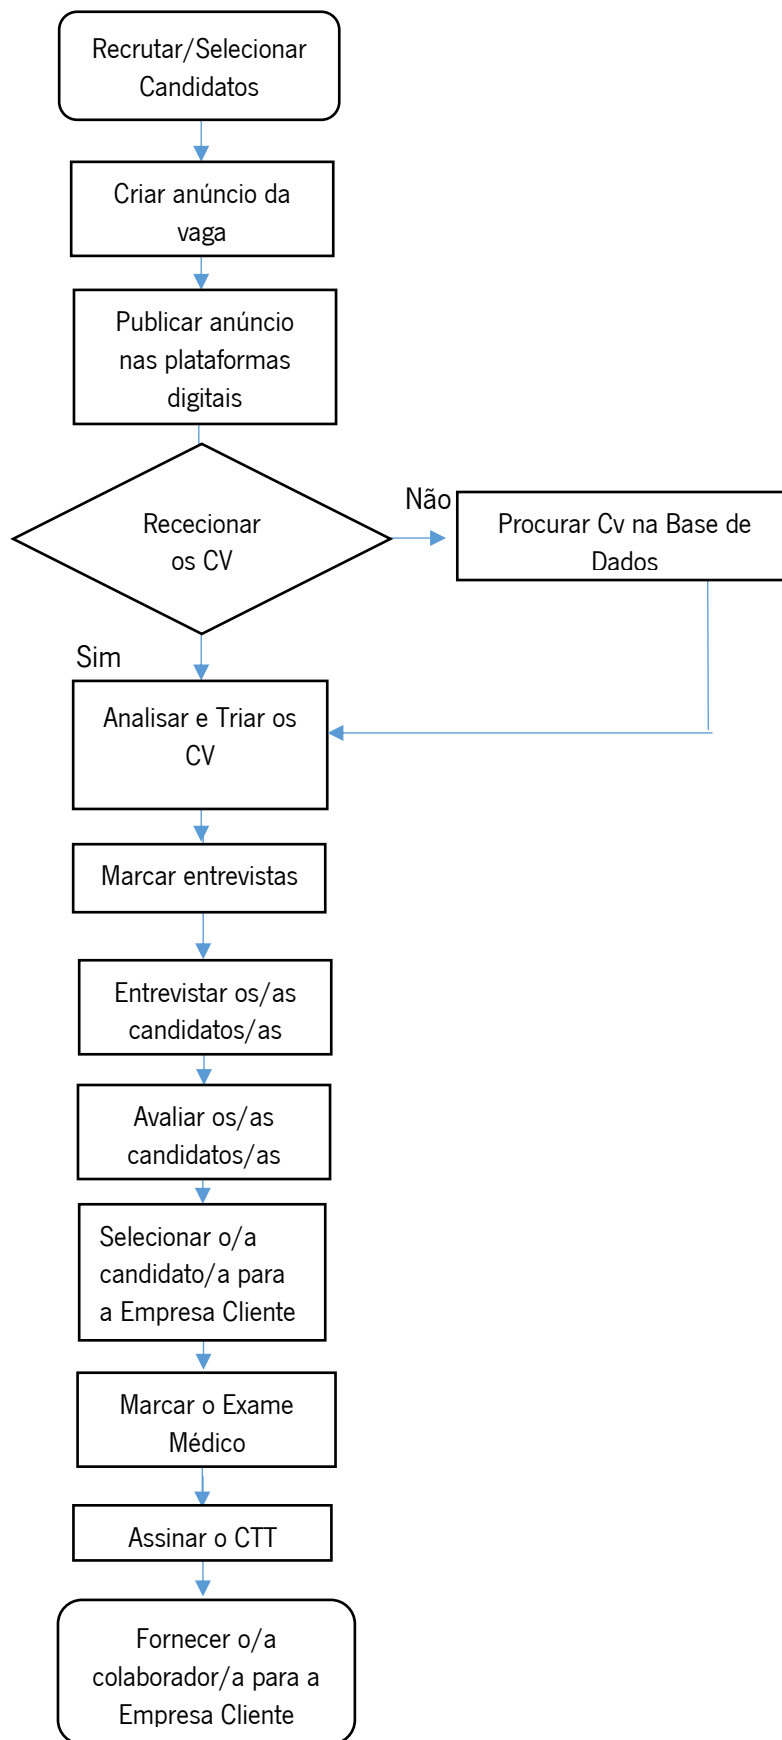 Recrutar/Selecionar
Candidatos
Criar anúncio da
vaga
Publicar anúncio
nas plataformas
digitais
Rececionar
os CV
Não
Procurar Cv na Base de
Dados
Sim
Analisar e Triar os
CV
Marcar entrevistas
Entrevistar os/as
candidatos/as
Avaliar os/as
candidatos/as
Selecionar o/a
candidato/a para
a Empresa Cliente
Marcar o Exame
Médico
Assinar o CTT
Fornecer o/a
colaborador/a para a
Empresa Cliente